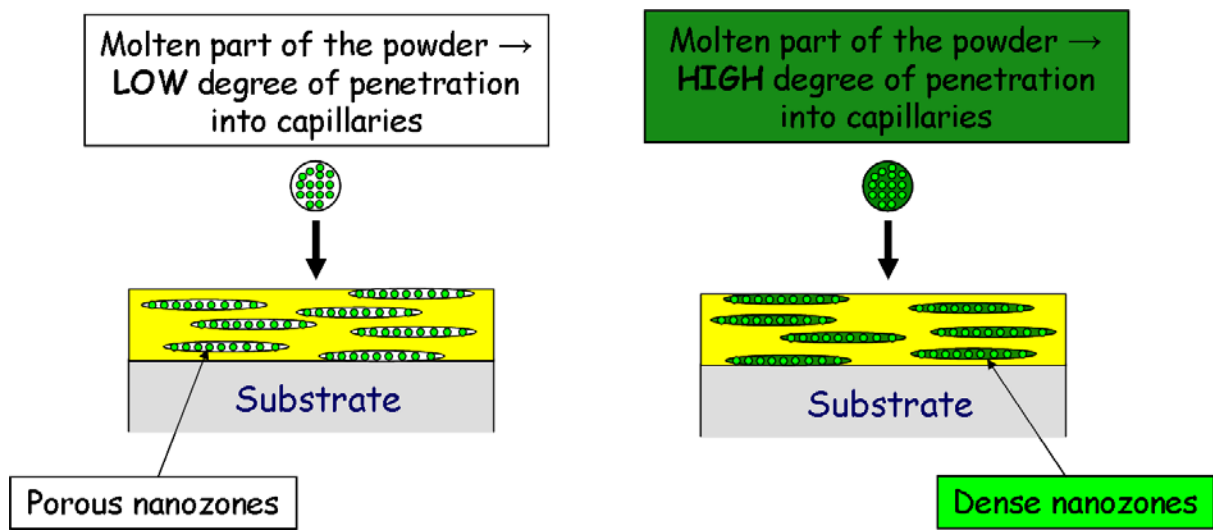 Molten part of the powder →
LOW degree of penetration
into capillaries
Molten part of the powder →
HIGH degree of penetration
into capillaries
Substrate
Substrate
Porous nanozones
Dense nanozones